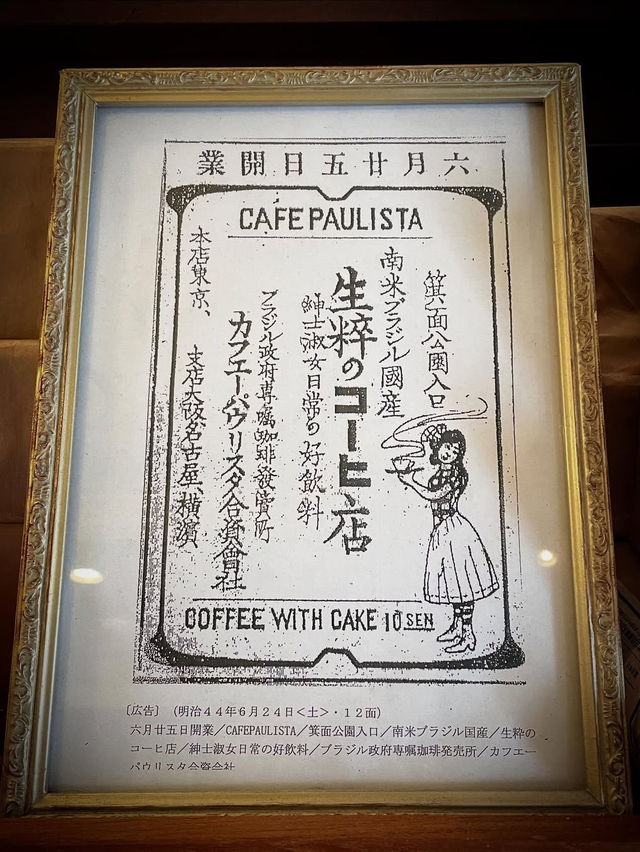 六月廿五日開業
CAFE PAULISTA
箕面公園入口
南米ブラジル國産
生粹のコーヒ店
紳士淑女日常の好飲料
ブラジル政府専嘱珈琲發賣所
カフエーパウリスタ合資會社
本店東京、支店大阪、名古屋、横濱、
COFFEE WITH CAKE 10 SEN
［広告］（明治４４年６月２４日＜土＞・１２面）
六月廿五日開業／CAFEPAULISTA／箕面公園入口／南米ブラジル国産／生粋の
コーヒ店／紳士淑女日常の好飲料／ブラジル政府専嘱珈琲発売所／カフエー
パウリスタ合資会社